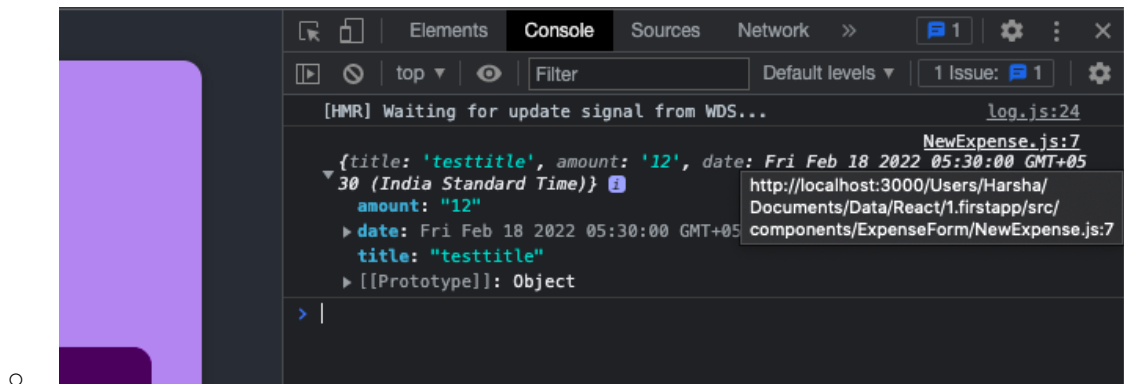 Elements Console Sources Network » 1
top ▼ Filter Default levels ▼ 1 Issue: 1
[HMR] Waiting for update signal from WDS... log.js:24
NewExpense.js:7
{title: 'testtitle', amount: '12', date: Fri Feb 18 2022 05:30:00 GMT+05
30 (India Standard Time)} i
http://localhost:3000/Users/Harsha/
Documents/Data/React/1.firstapp/src/
components/ExpenseForm/NewExpense.js:7
amount: "12"
date: Fri Feb 18 2022 05:30:00 GMT+05
title: "testtitle"
[[Prototype]]: Object
>